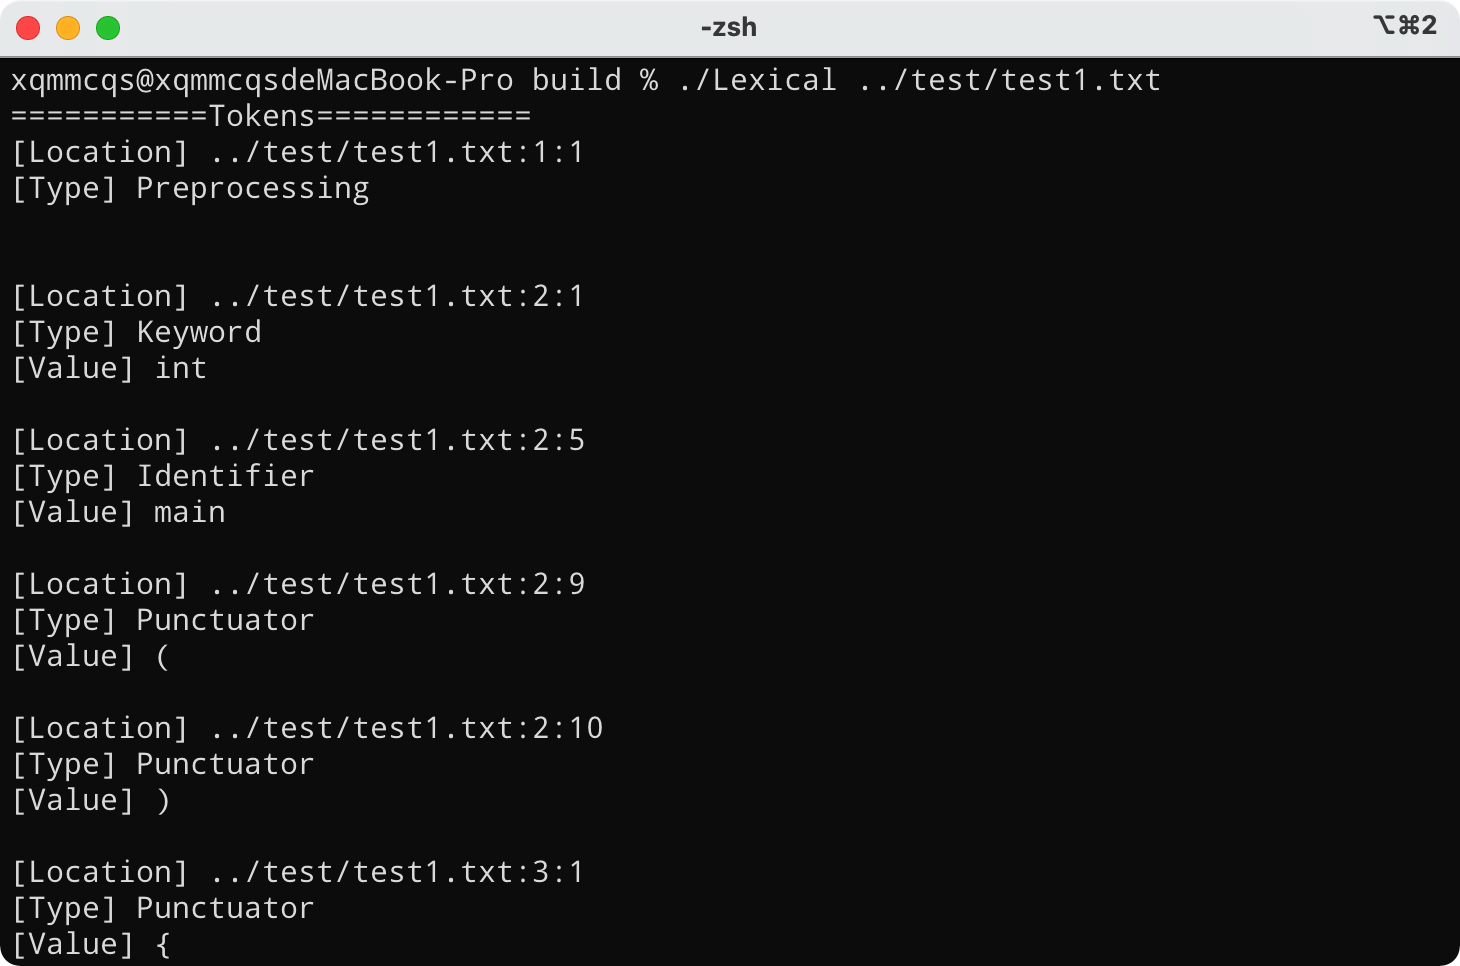 -zsh
⌥⌘2
xqmmcqs@xqmmcqsdeMacBook-Pro build % ./Lexical ../test/test1.txt
===========Tokens============
[Location] ../test/test1.txt:1:1
[Type] Preprocessing
[Location] ../test/test1.txt:2:1
[Type] Keyword
[Value] int
[Location] ../test/test1.txt:2:5
[Type] Identifier
[Value] main
[Location] ../test/test1.txt:2:9
[Type] Punctuator
[Value] (
[Location] ../test/test1.txt:2:10
[Type] Punctuator
[Value] )
[Location] ../test/test1.txt:3:1
[Type] Punctuator
[Value] {